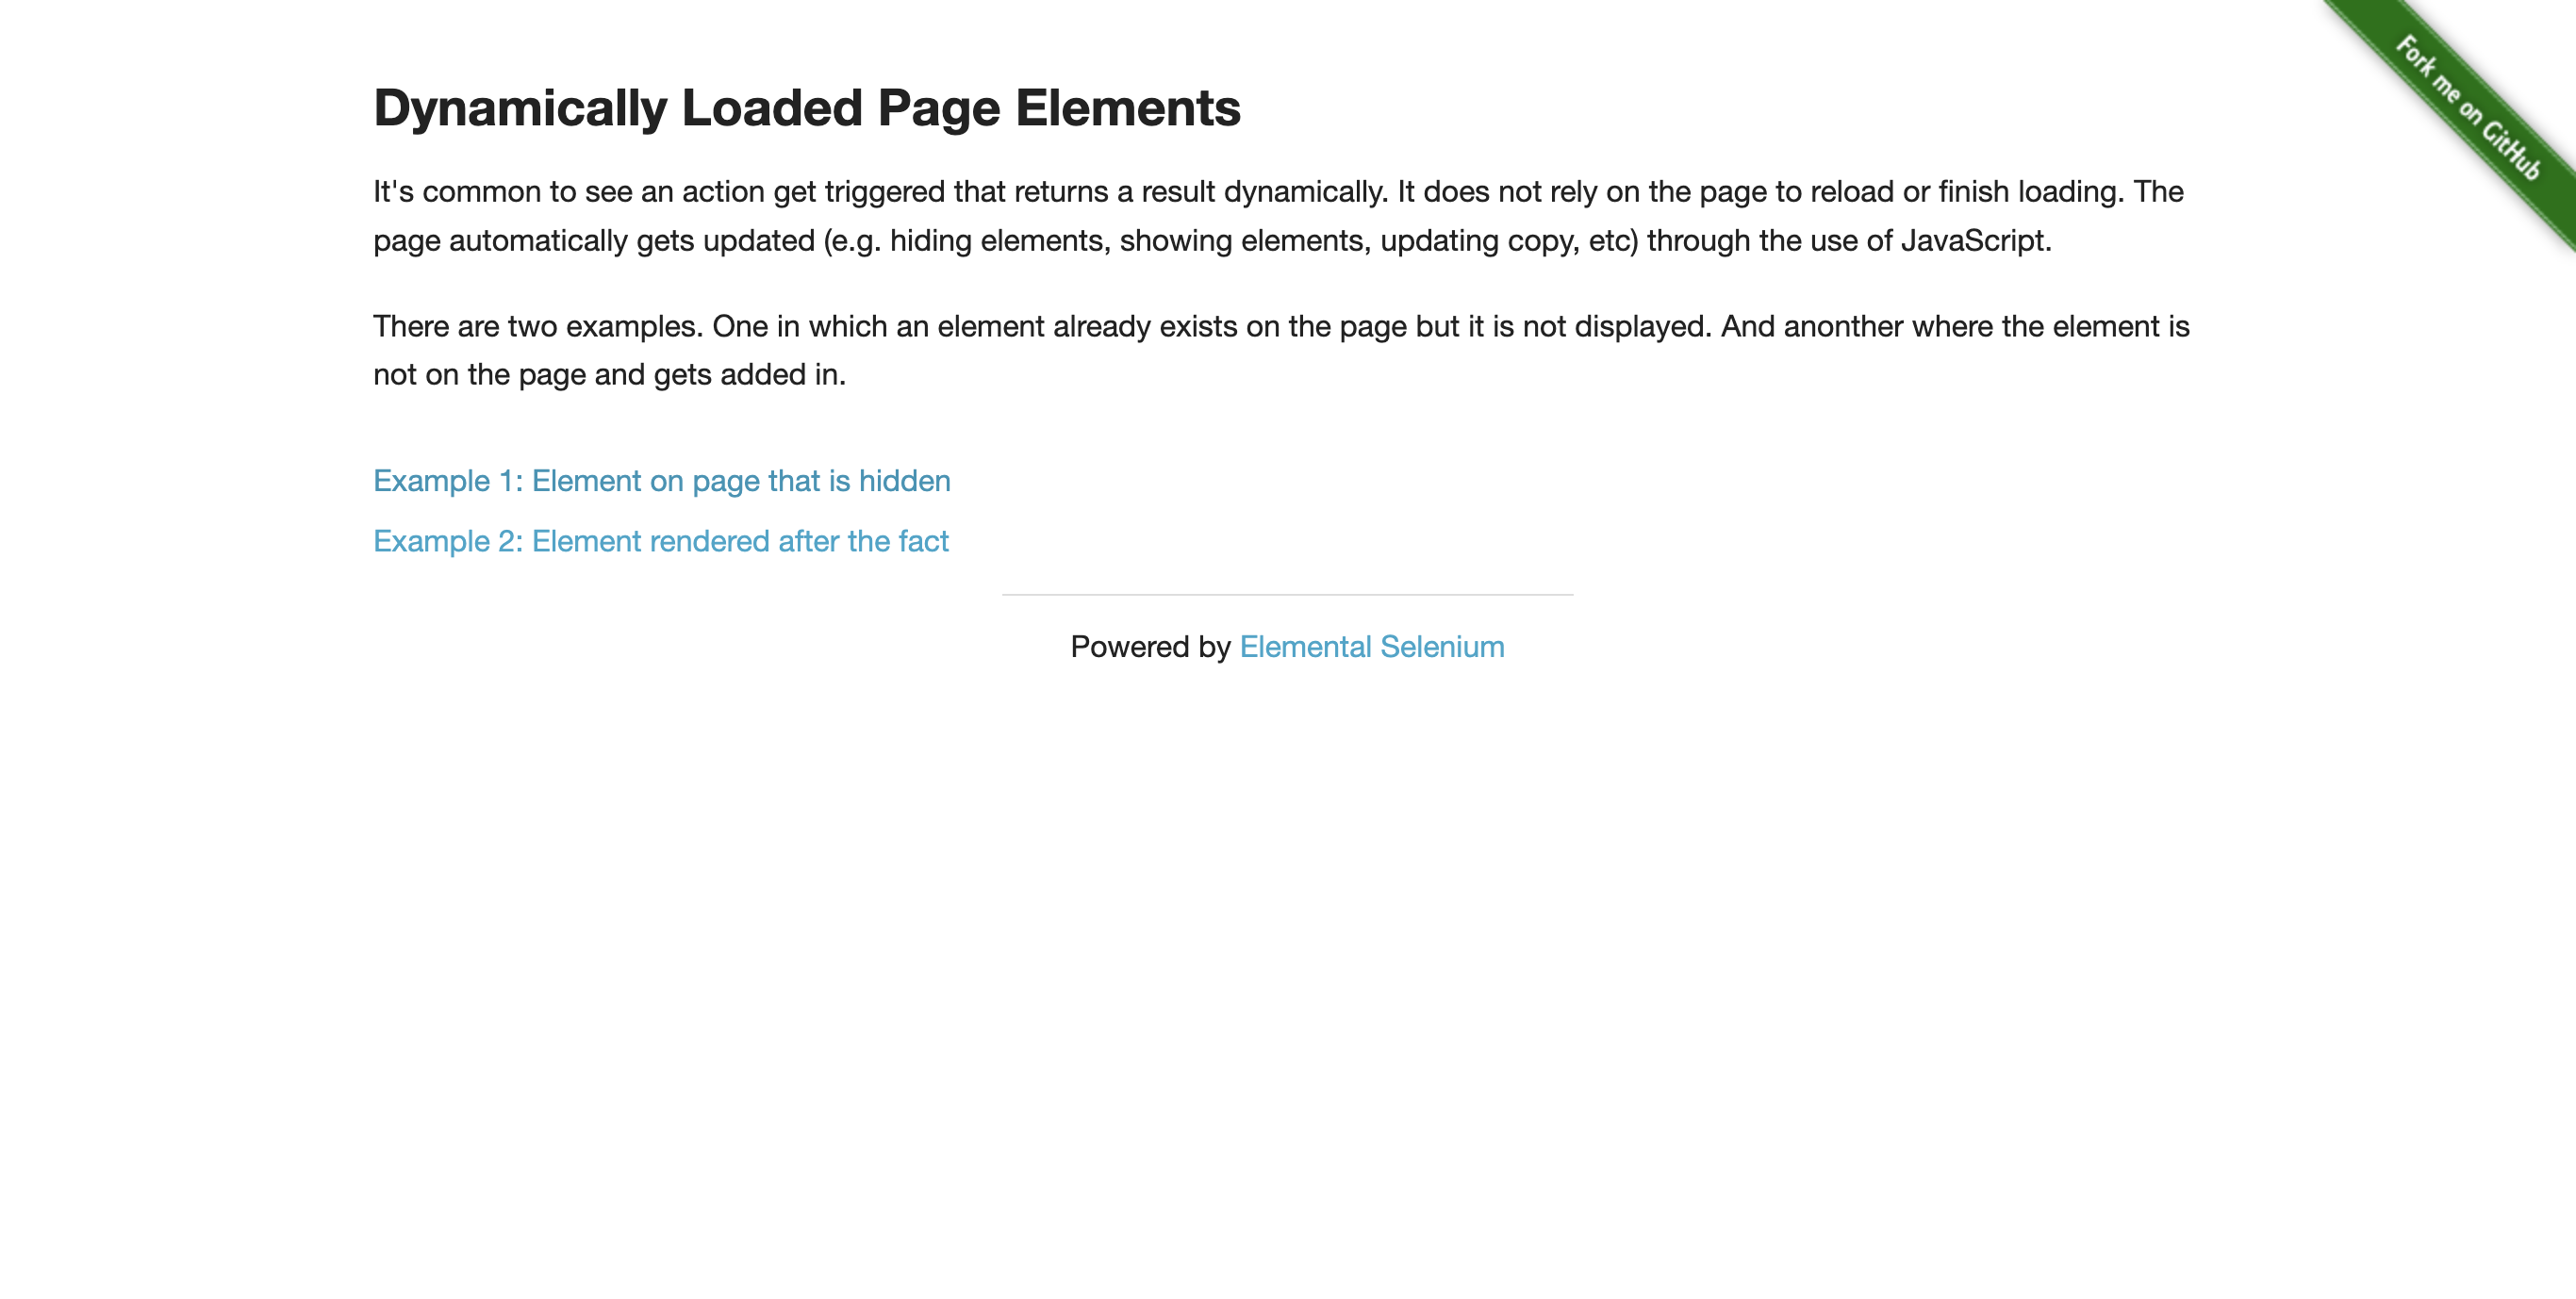 Fork me on GitHub
Dynamically Loaded Page Elements
It's common to see an action get triggered that returns a result dynamically. It does not rely on the page to reload or finish loading. The
page automatically gets updated (e.g. hiding elements, showing elements, updating copy, etc) through the use of JavaScript.
There are two examples. One in which an element already exists on the page but it is not displayed. And anonther where the element is
not on the page and gets added in.
Example 1: Element on page that is hidden
Example 2: Element rendered after the fact
Powered by Elemental Selenium